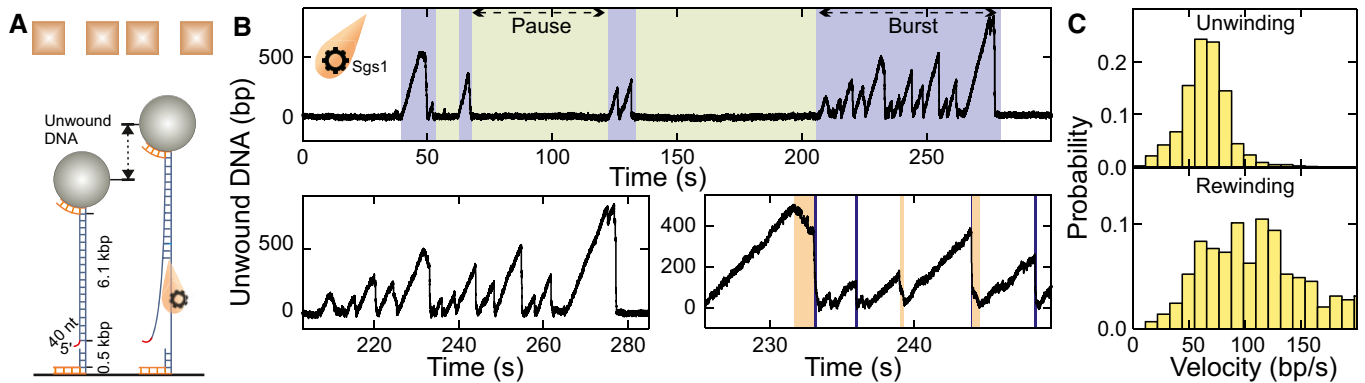 A
Unwound
DNA
6.1 kbp
40 nt
5'
0.5 kbp
B
Unwound DNA (bp)
500
0
Sgs1
Pause
Burst
0 50 100 150 200 250
Time (s)
500
0
220 240 260 280
Time (s)
400
200
0
230 240
Time (s)
C
Probability
Unwinding
0.2
0.1
0.0
Rewinding
0.1
0.0
0 50 100 150
Velocity (bp/s)